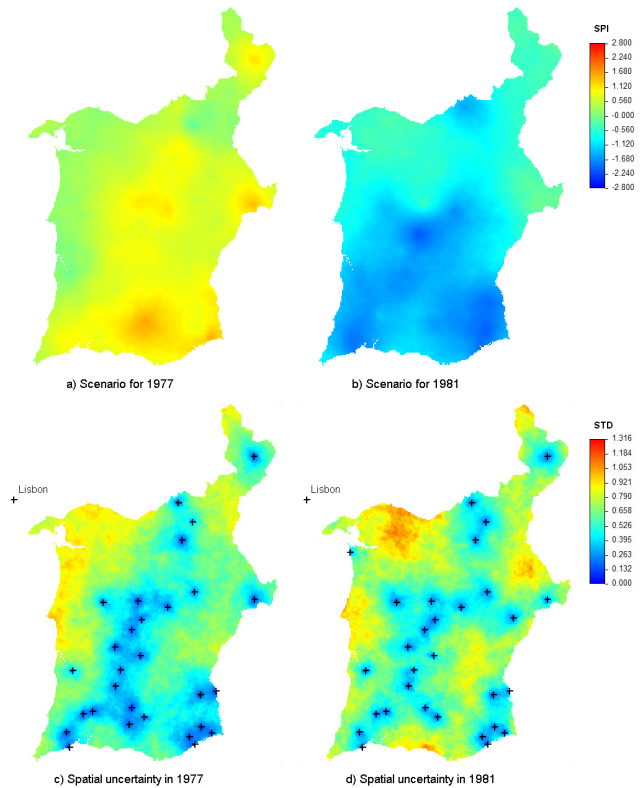 SPI
2.800
2.240
1.680
1.120
0.560
-0.000
-0.560
-1.120
-1.680
-2.240
-2.800
a) Scenario for 1977
b) Scenario for 1981
STD
1.316
1.184
1.053
0.921
0.790
0.658
0.526
0.395
0.263
0.132
0.000
Lisbon
Lisbon
c) Spatial uncertainty in 1977
d) Spatial uncertainty in 1981